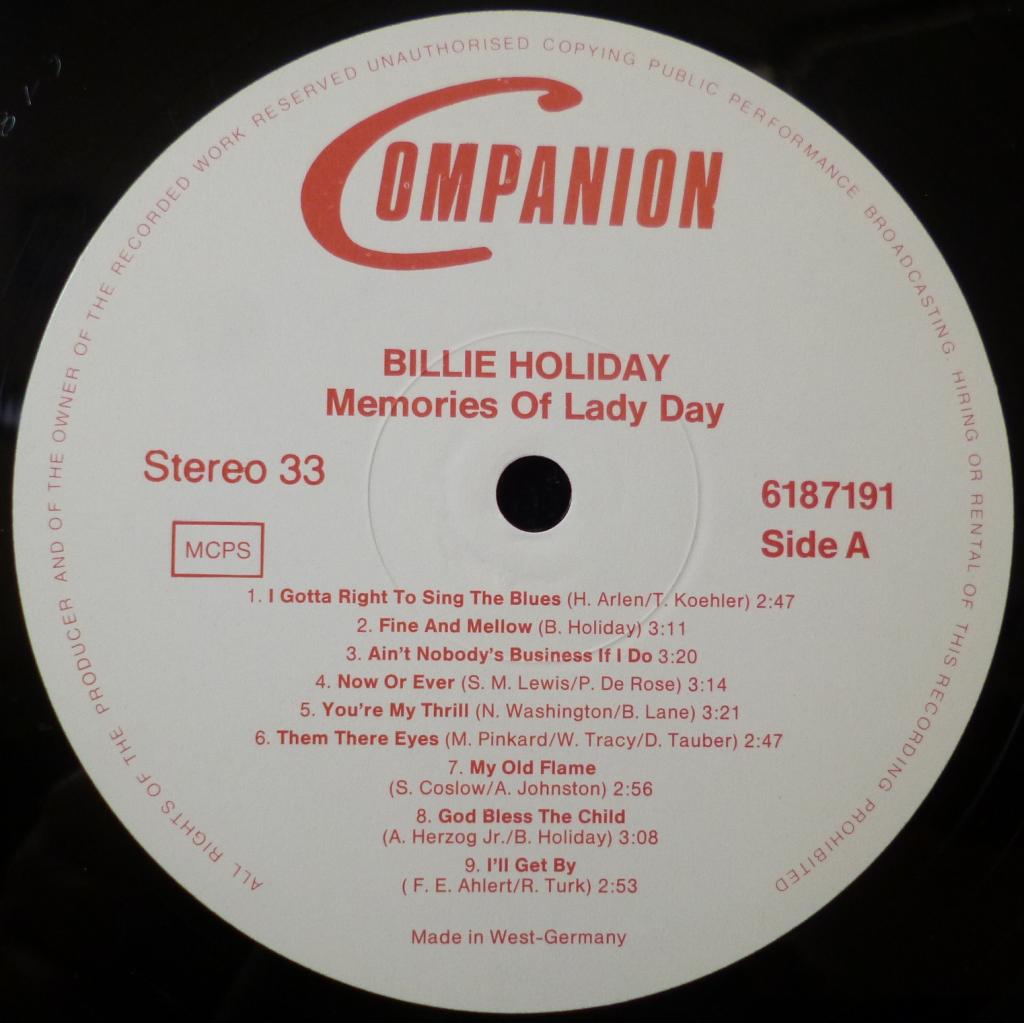 ALL RIGHTS OF THE PRODUCER AND OF THE OWNER OF THE RECORDED WORK RESERVED UNAUTHORISED COPYING PUBLIC PERFORMANCE BROADCASTING. HIRING OR RENTAL OF THIS RECORDING PROHIBITED
COMPANION
BILLIE HOLIDAY
Memories Of Lady Day
Stereo 33
6187191
MCPS
Side A
1. I Gotta Right To Sing The Blues (H. Arlen/T. Koehler) 2:47
2. Fine And Mellow (B. Holiday) 3:11
3. Ain't Nobody's Business If I Do 3:20
4. Now Or Ever (S. M. Lewis/P. De Rose) 3:14
5. You're My Thrill (N. Washington/B. Lane) 3:21
6. Them There Eyes (M. Pinkard/W. Tracy/D. Tauber) 2:47
7. My Old Flame
(S. Coslow/A. Johnston) 2:56
8. God Bless The Child
(A. Herzog Jr./B. Holiday) 3:08
9. I'll Get By
( F. E. Ahlert/R. Turk) 2:53
Made in West-Germany